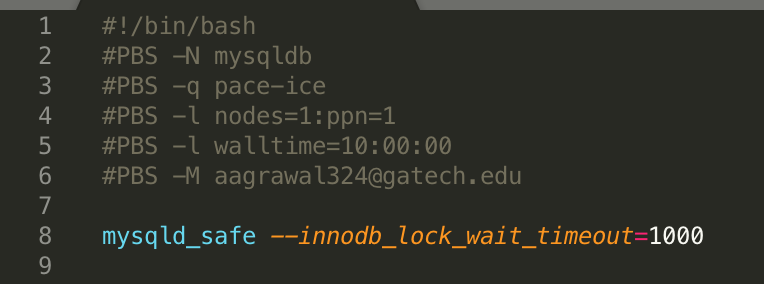 1 #!/bin/bash
2 #PBS -N mysqldb
3 #PBS -q pace-ice
4 #PBS -l nodes=1:ppn=1
5 #PBS -l walltime=10:00:00
6 #PBS -M aagrawal324@gatech.edu
7
8 mysqld_safe --innodb_lock_wait_timeout=1000
9